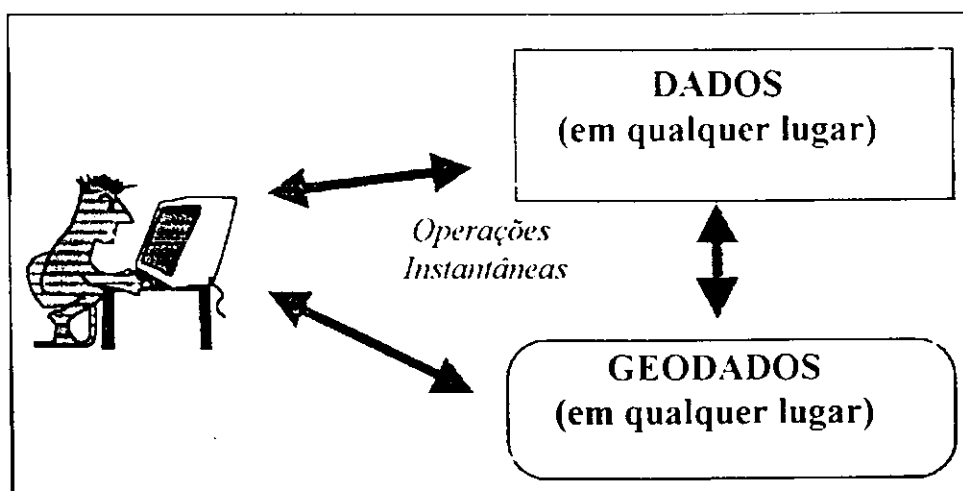 DADOS
(em qualquer lugar)
Operações
Instantâneas
GEODADOS
(em qualquer lugar)